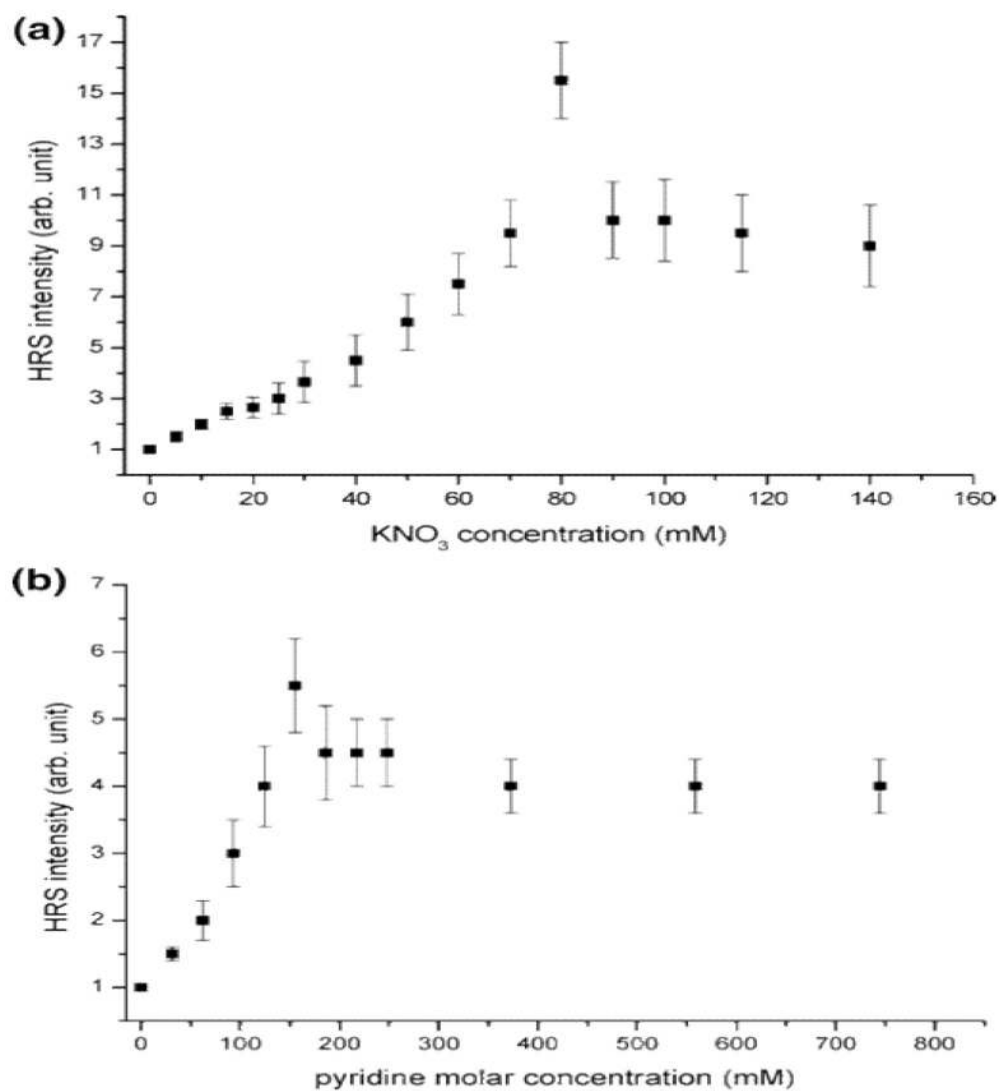 (a)
17
15
13
11
9
7
5
3
1
HRS intensity (arb. unit)
0 20 40 60 80 100 120 140 160
KNO₃ concentration (mM)
(b)
7
6
5
4
3
2
1
HRS intensity (arb. unit)
0 100 200 300 400 500 600 700 800
pyridine molar concentration (mM)